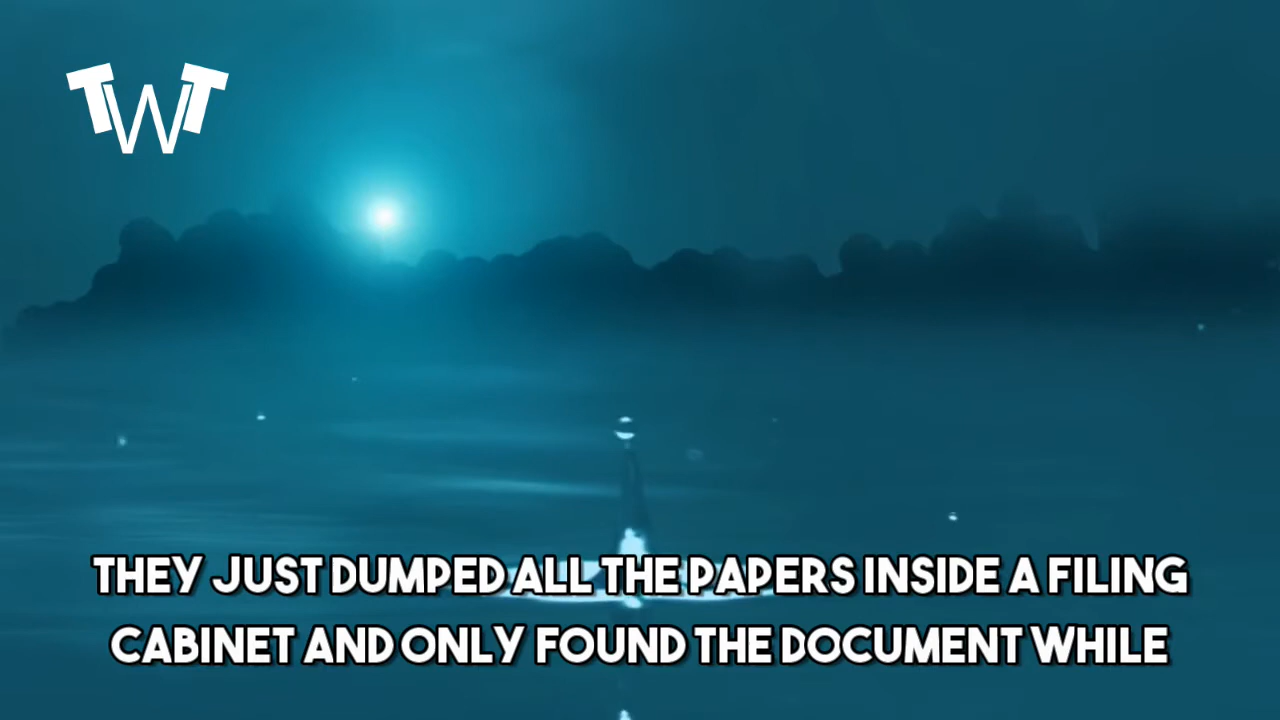 TWT
THEY JUST DUMPED ALL THE PAPERS INSIDE A FILING
CABINET AND ONLY FOUND THE DOCUMENT WHILE